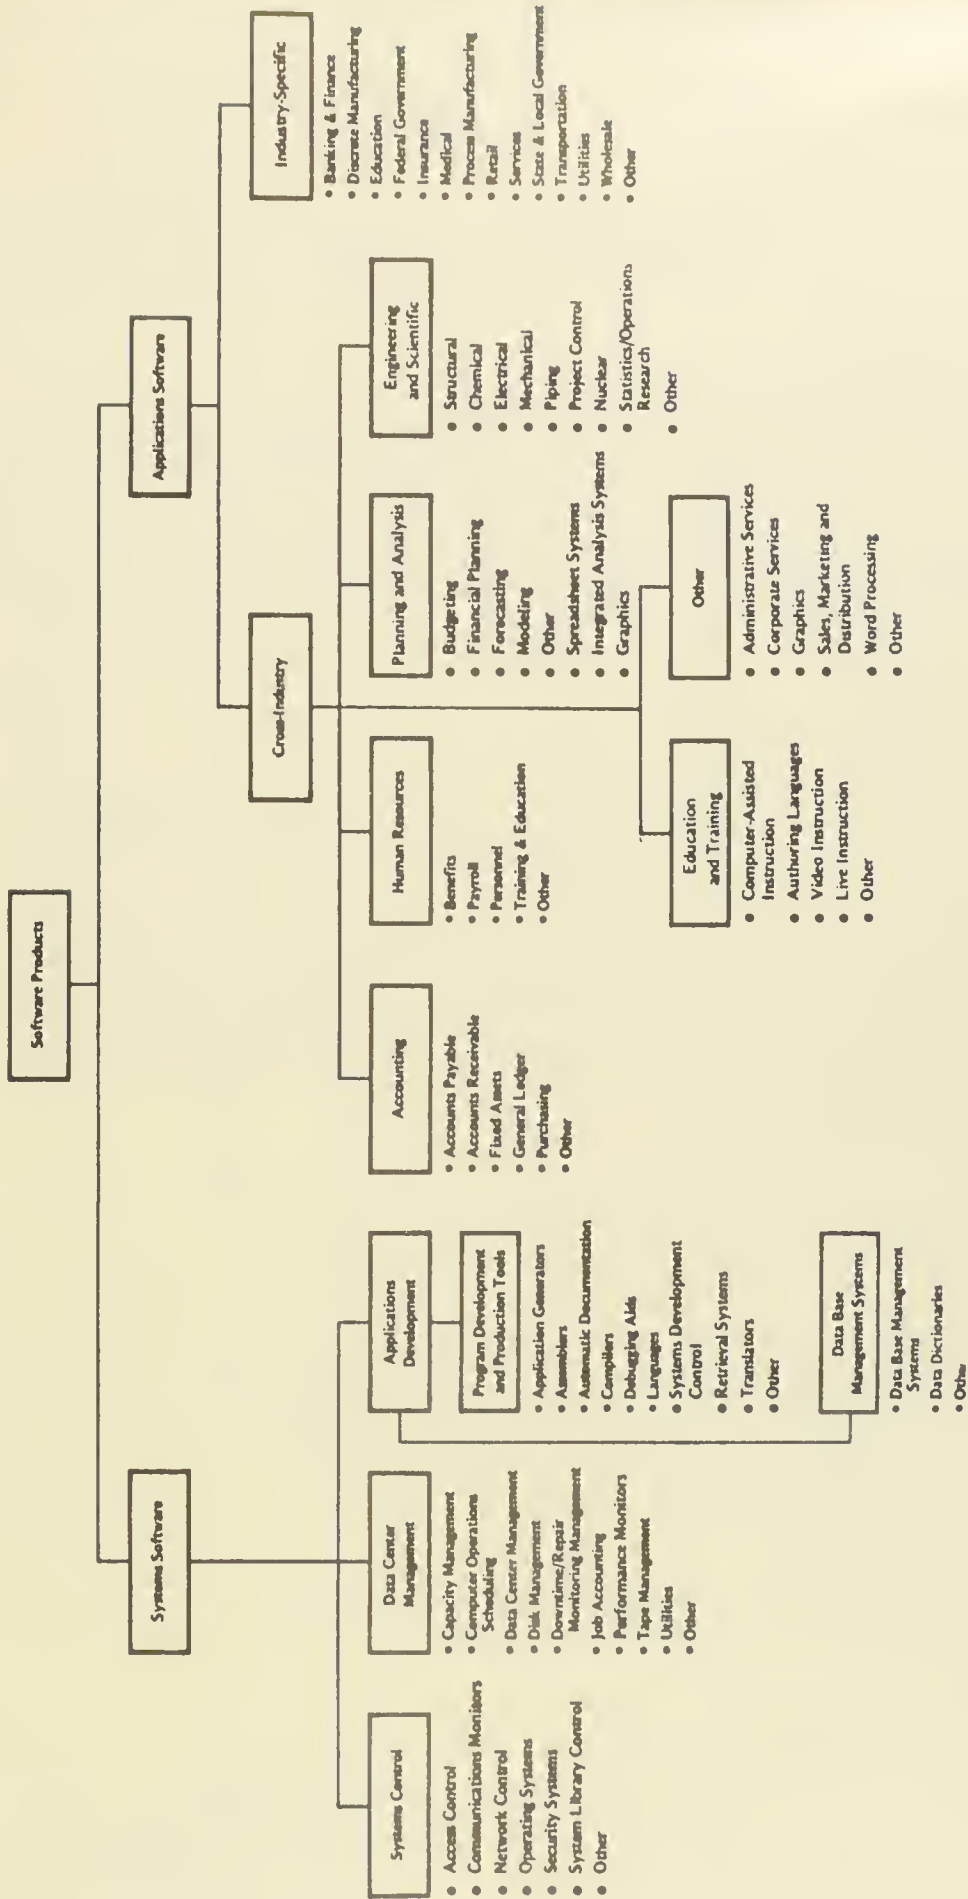 Software Products
Systems Software
Applications Software
Cross-Industry
Industry-Specific
• Banking & Finance
• Discrete Manufacturing
• Education
• Federal Government
• Insurance
• Medical
• Process Manufacturing
• Retail
• Services
• State & Local Government
• Transportation
• Utilities
• Wholesale
• Other
Systems Control
• Access Control
• Communications Monitors
• Network Control
• Operating Systems
• Security Systems
• System Library Control
• Other
Data Center
Management
• Capacity Management
• Computer Operations
Scheduling
• Data Center Management
• Disk Management
• Downtime/Repair
Monitoring Management
• Job Accounting
• Performance Monitors
• Tape Management
• Utilities
• Other
Applications
Development
Program Development
and Production Tools
• Application Generators
• Assemblers
• Automatic Documentation
• Compilers
• Debugging Aids
• Languages
• Systems Development
Control
• Retrieval Systems
• Translators
• Other
Data Base
Management Systems
• Data Base Management
Systems
• Data Dictionaries
• Other
Accounting
• Accounts Payable
• Accounts Receivable
• Fixed Assets
• General Ledger
• Purchasing
• Other
Human Resources
• Benefits
• Payroll
• Personnel
• Training & Education
• Other
Planning and Analysis
• Budgeting
• Financial Planning
• Forecasting
• Modeling
• Other
• Spreadsheet Systems
• Integrated Analysis Systems
• Graphics
Engineering
and Scientific
• Structural
• Chemical
• Electrical
• Mechanical
• Piping
• Project Control
• Nuclear
• Statistics/Operations
Research
• Other
Education
and Training
• Computer-Assisted
Instruction
• Authoring Languages
• Video Instruction
• Live Instruction
• Other
Other
• Administrative Services
• Corporate Services
• Graphics
• Sales, Marketing and
Distribution
• Word Processing
• Other